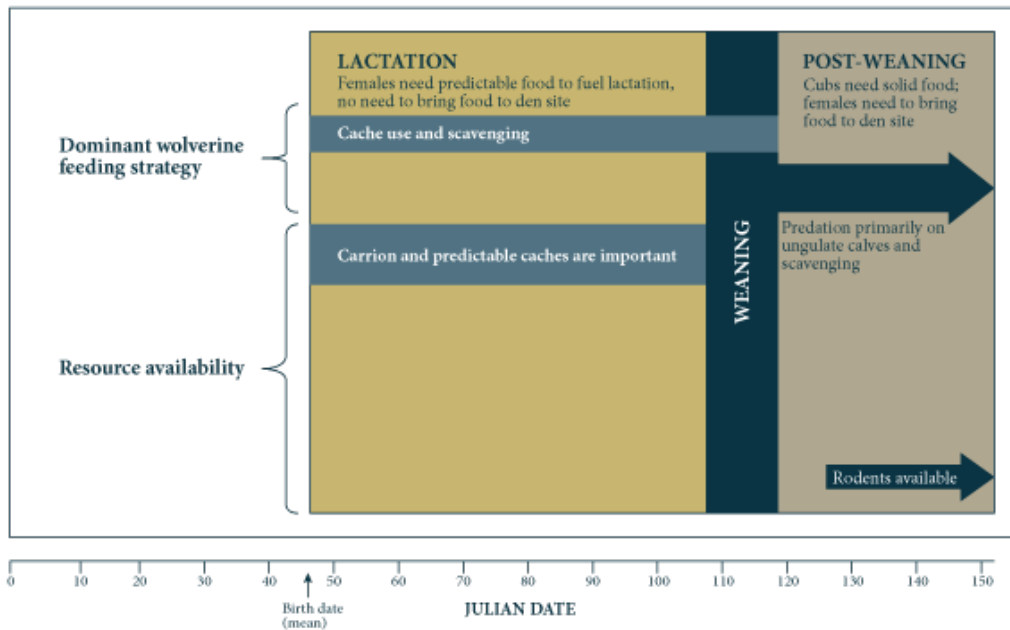 LACTATION
Females need predictable food to fuel lactation,
no need to bring food to den site
POST-WEANING
Cubs need solid food;
females need to bring
food to den site
Dominant wolverine
feeding strategy
Cache use and scavenging
Predation primarily on
ungulate calves and
scavenging
Carrion and predictable caches are important
WEANING
Resource availability
Rodents available
0 10 20 30 40 50 60 70 80 90 100 110 120 130 140 150
Birth date
(mean)
JULIAN DATE